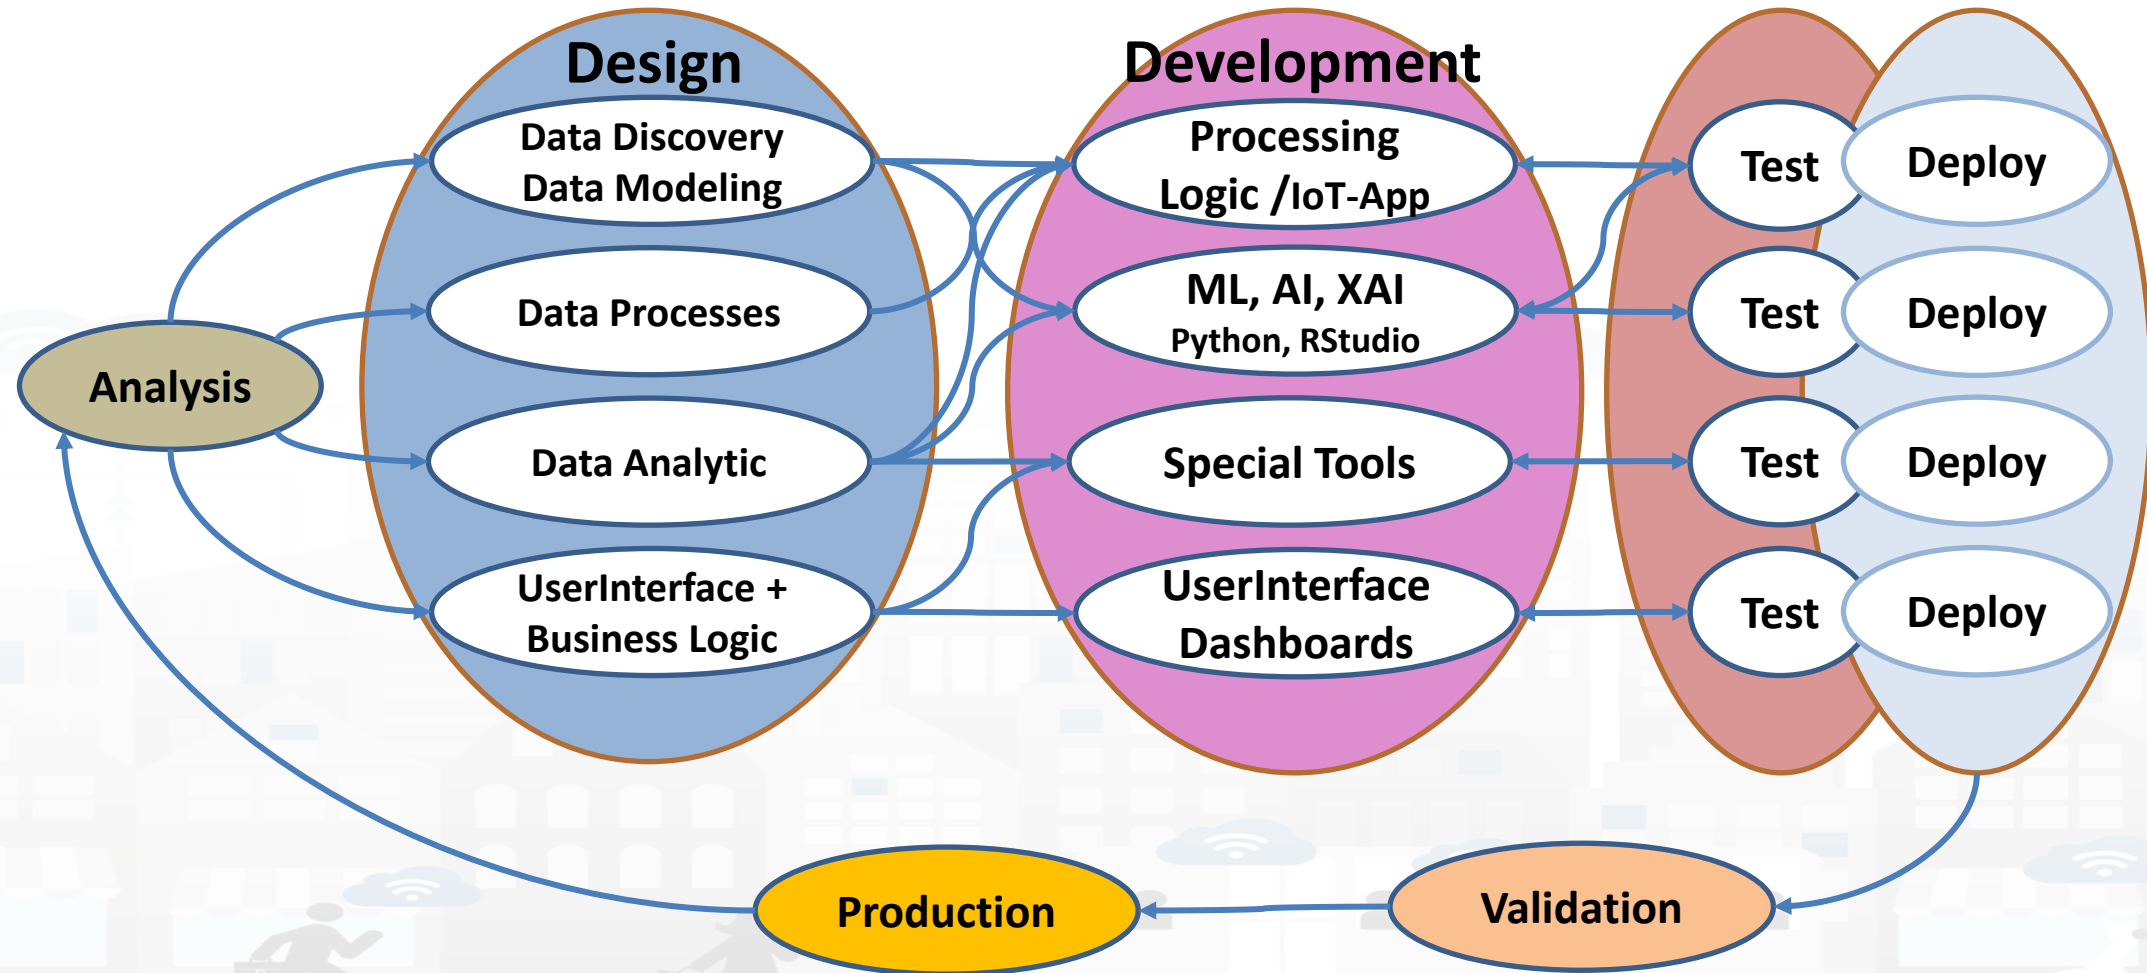 Design
Development
Data Discovery
Data Modeling
Processing
Logic /IoT-App
Test
Deploy
Data Processes
ML, AI, XAI
Python, RStudio
Test
Deploy
Analysis
Data Analytic
Special Tools
Test
Deploy
UserInterface +
Business Logic
UserInterface
Dashboards
Test
Deploy
Production
Validation